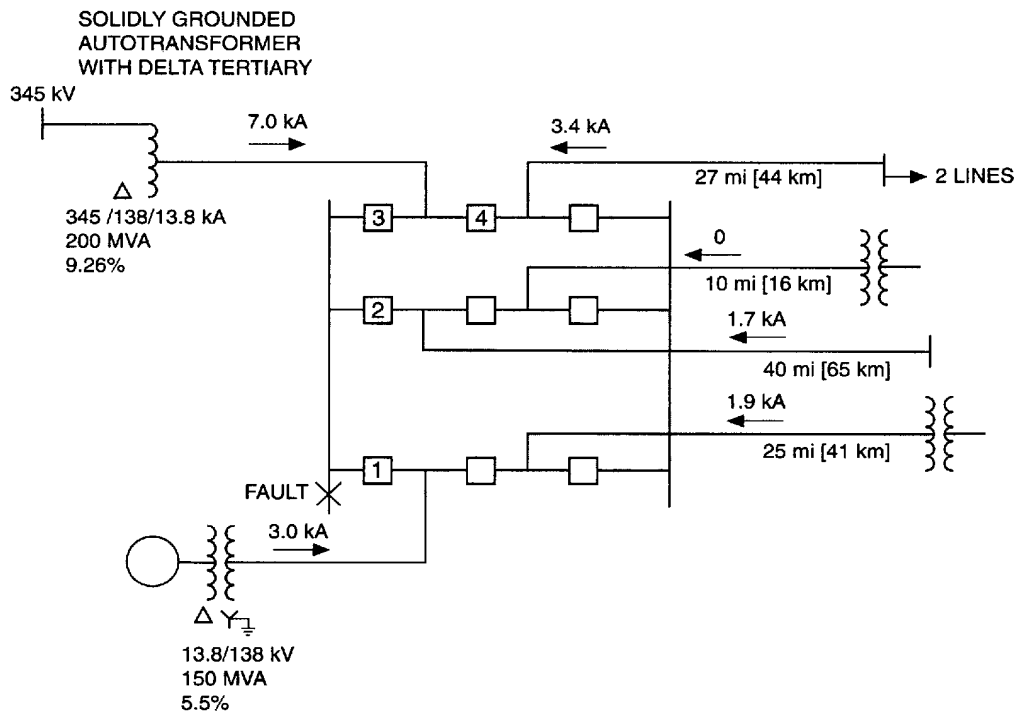 SOLIDLY GROUNDED
AUTOTRANSFORMER
WITH DELTA TERTIARY
345 kV
7.0 kA
3.4 kA
27 mi [44 km]
2 LINES
345 /138/13.8 kA
200 MVA
9.26%
3
4
0
10 mi [16 km]
2
1.7 kA
40 mi [65 km]
1.9 kA
25 mi [41 km]
1
FAULT
3.0 kA
13.8/138 kV
150 MVA
5.5%